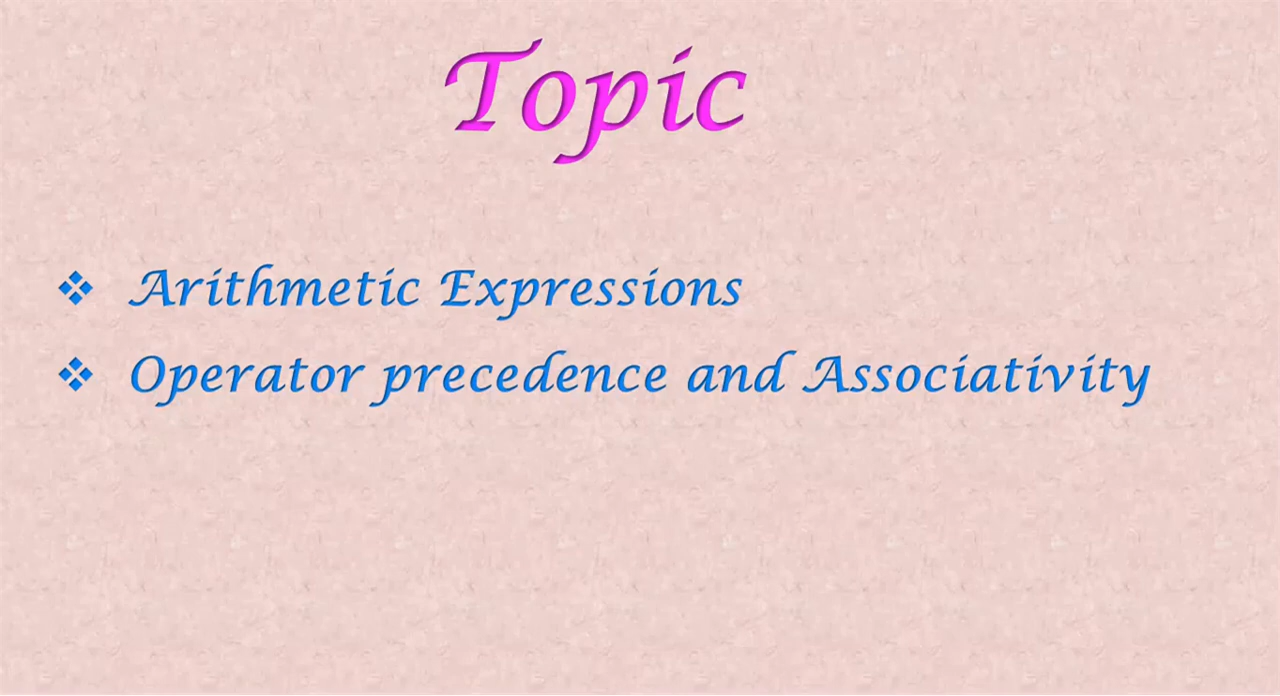 Topic
❖ Arithmetic Expressions
❖ Operator precedence and Associativity